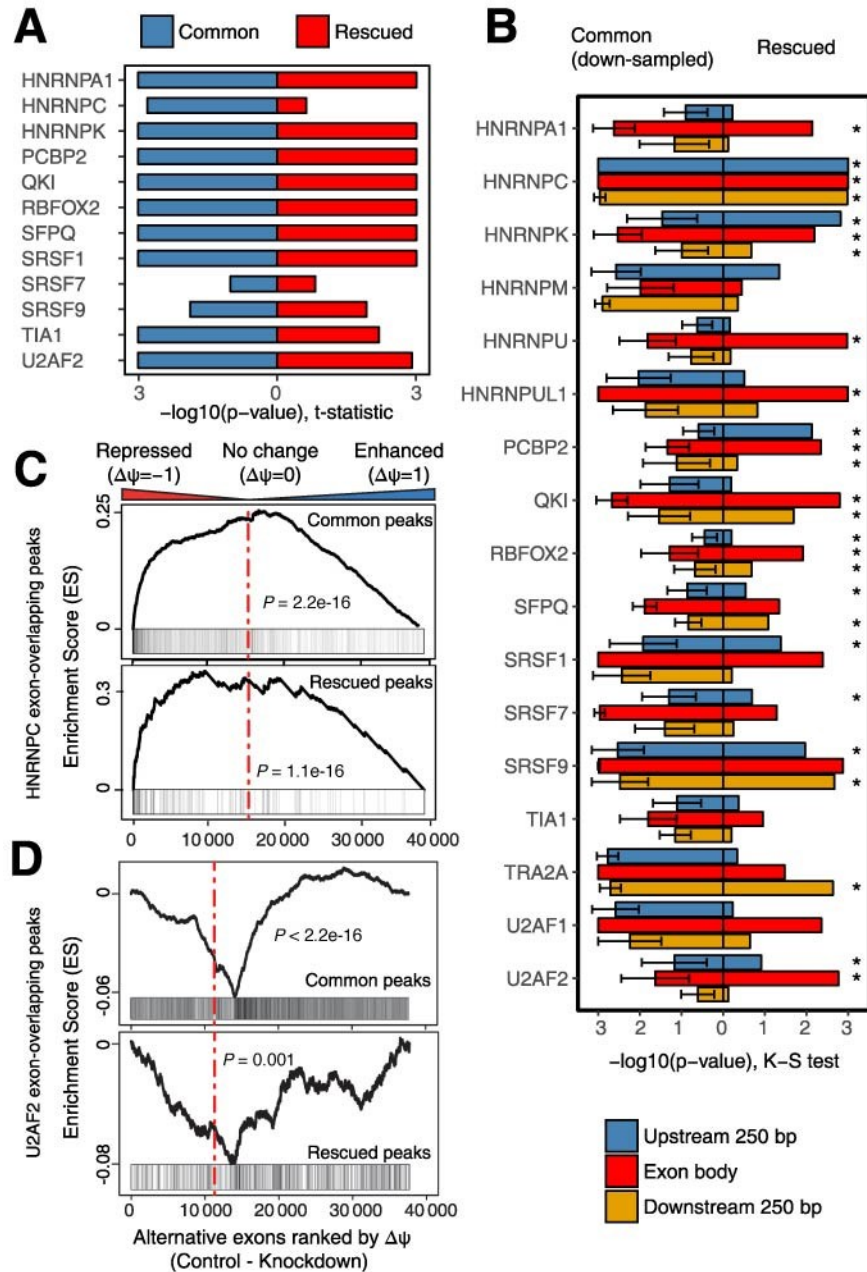 A
Common
Rescued
HNRNPA1
HNRNPC
HNRNPK
PCBP2
QKI
RBFOX2
SFPQ
SRSF1
SRSF7
SRSF9
TIA1
U2AF2
3 0 3
−log10(p−value), t−statistic
B
Common
(down−sampled)
Rescued
HNRNPA1 *
HNRNPC * * *
HNRNPK * * *
HNRNPM
HNRNPU *
HNRNPUL1 *
PCBP2 * * *
QKI * *
RBFOX2 * * *
SFPQ * *
SRSF1 *
SRSF7 *
SRSF9 * *
TIA1
TRA2A *
U2AF1
U2AF2 * *
3 2 1 0 1 2 3
−log10(p−value), K−S test
Upstream 250 bp
Exon body
Downstream 250 bp
C
Repressed
(Δψ=−1)
No change
(Δψ=0)
Enhanced
(Δψ=1)
HNRNPC exon-overlapping peaks
Enrichment Score (ES)
0.25
0
Common peaks
P = 2.2e-16
0.3
0
Rescued peaks
P = 1.1e-16
0 10000 20000 30000 40000
D
U2AF2 exon-overlapping peaks
Enrichment Score (ES)
0
-0.06
P < 2.2e-16
Common peaks
0
-0.08
P = 0.001
Rescued peaks
0 10000 20000 30000 40000
Alternative exons ranked by Δψ
(Control - Knockdown)